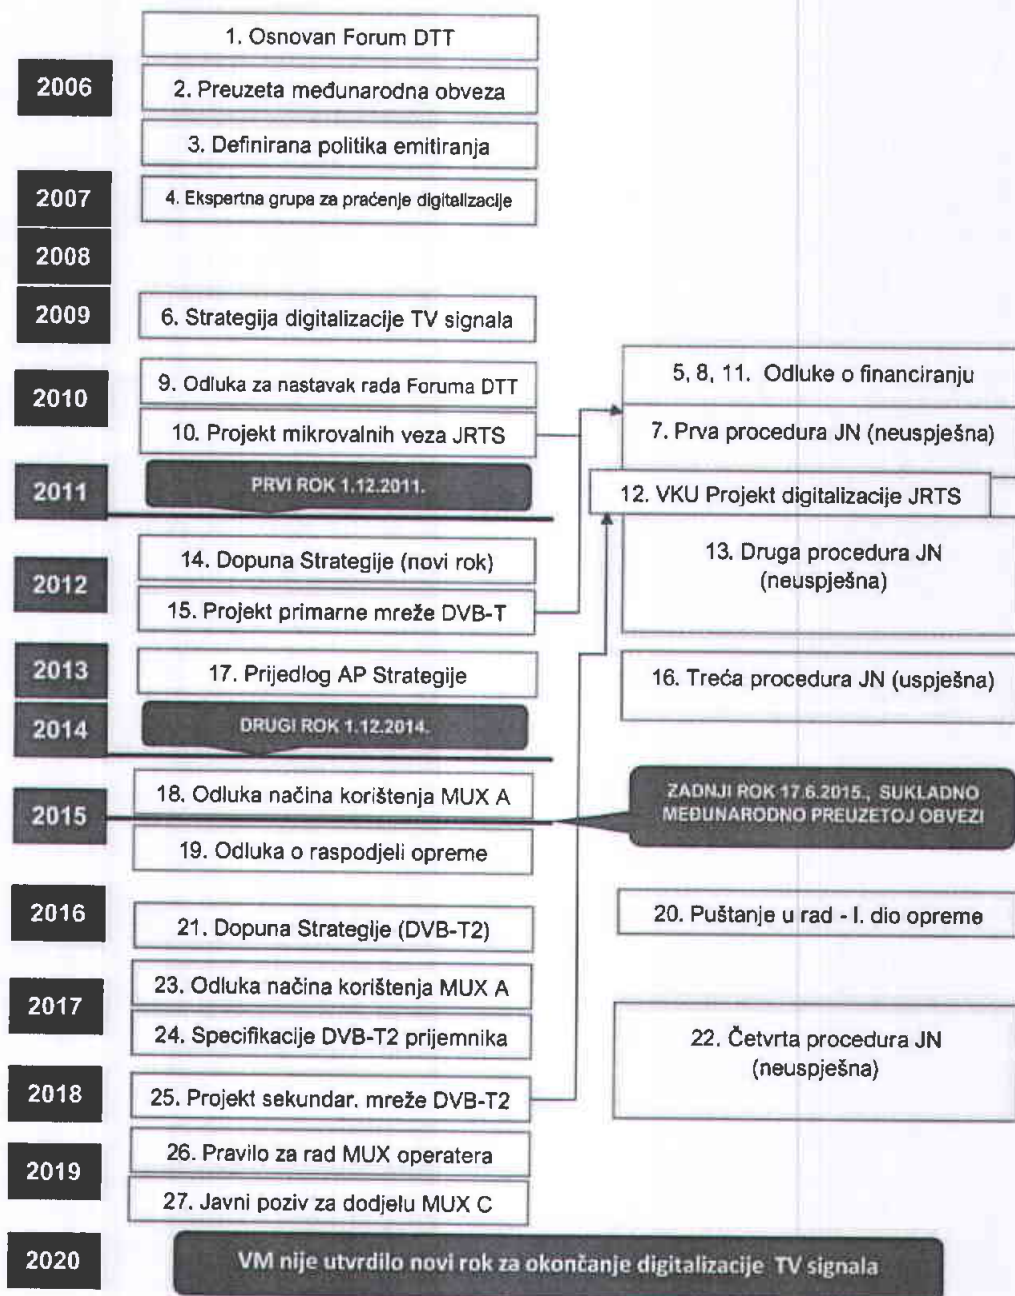 1. Osnovan Forum DTT
2006
2. Preuzeta međunarodna obveza
3. Definirana politika emitiranja
2007
4. Ekspertna grupa za praćenje digitalizacije
2008
2009
6. Strategija digitalizacije TV signala
2010
9. Odluka za nastavak rada Foruma DTT
10. Projekt mikrovalnih veza JRTS
5, 8, 11. Odluke o financiranju
7. Prva procedura JN (neuspješna)
2011
PRVI ROK 1.12.2011.
12. VKU Projekt digitalizacije JRTS
2012
14. Dopuna Strategije (novi rok)
15. Projekt primarne mreže DVB-T
13. Druga procedura JN
(neuspješna)
2013
17. Prijedlog AP Strategije
16. Treća procedura JN (uspješna)
2014
DRUGI ROK 1.12.2014.
2015
18. Odluka načina korištenja MUX A
19. Odluka o raspodjeli opreme
ZADNJI ROK 17.6.2015., SUKLADNO
MEĐUNARODNO PREUZETOJ OBVEZI
2016
21. Dopuna Strategije (DVB-T2)
20. Puštanje u rad - I. dio opreme
2017
23. Odluka načina korištenja MUX A
24. Specifikacije DVB-T2 prijemnika
22. Četvrta procedura JN
(neuspješna)
2018
25. Projekt sekundar. mreže DVB-T2
2019
26. Pravilo za rad MUX operatera
27. Javni poziv za dodjelu MUX C
2020
VM nije utvrdilo novi rok za okončanje digitalizacije TV signala